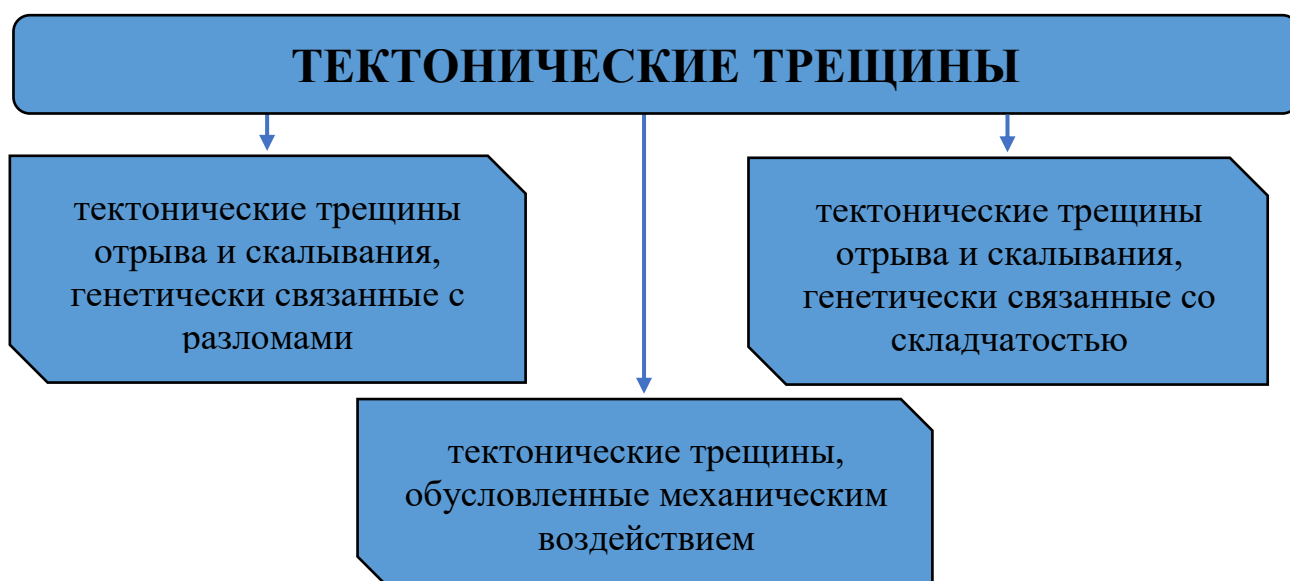 ТЕКТОНИЧЕСКИЕ ТРЕЩИНЫ
тектонические трещины
отрыва и скалывания,
генетически связанные с
разломами
тектонические трещины
отрыва и скалывания,
генетически связанные со
складчатостью
тектонические трещины,
обусловленные механическим
воздействием